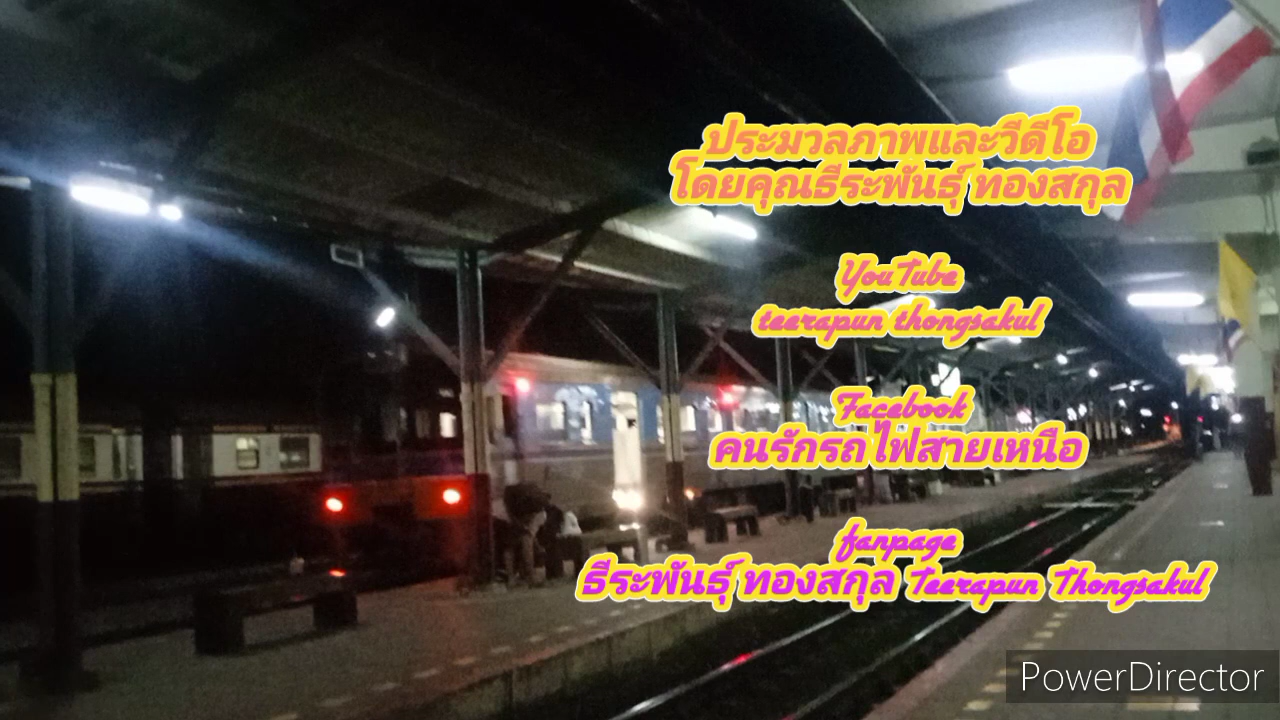 ประมวลภาพและวีดีโอ
โดยคุณธีระพันธุ์ ทองสกุล
YouTube
teerapun thongsakul
Facebook
คนรักรถไฟสายเหนือ
fanpage
ธีระพันธุ์ ทองสกุล Teerapun Thongsakul
PowerDirector